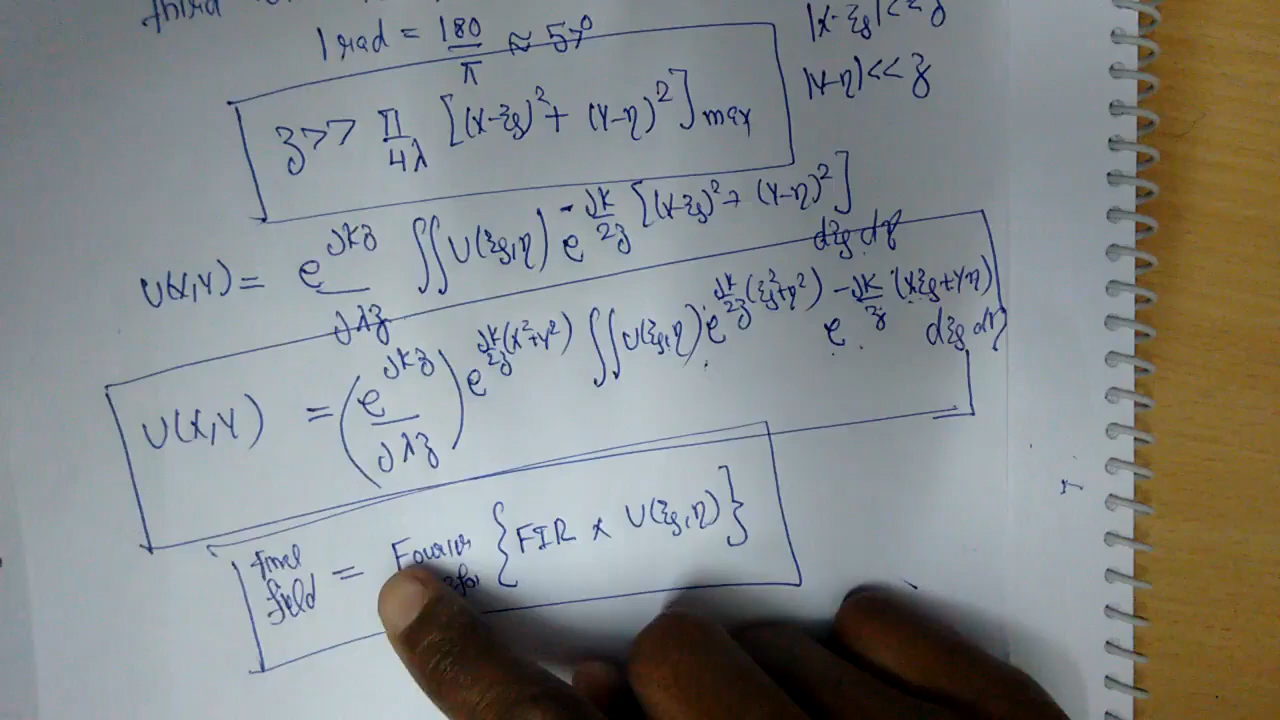 third
1 rad = 180/π ≈ 57°
|x-ξ| << z
|y-η| << z
z >> π/4λ [(x-ξ)² + (y-η)²]max
U(x,y) = e^{jkz}/jλz ∬ U(ξ,η) e^{-jk/2z [(x-ξ)² + (y-η)²]} dξ dη
U(x,y) = (e^{jkz}/jλz) e^{jk/2z (x²+y²)} ∬ U(ξ,η) e^{jk/2z (ξ²+η²)} e^{-jk/z (xξ+yη)} dξ dη
final field = Fourier {FIR × U(ξ,η)}